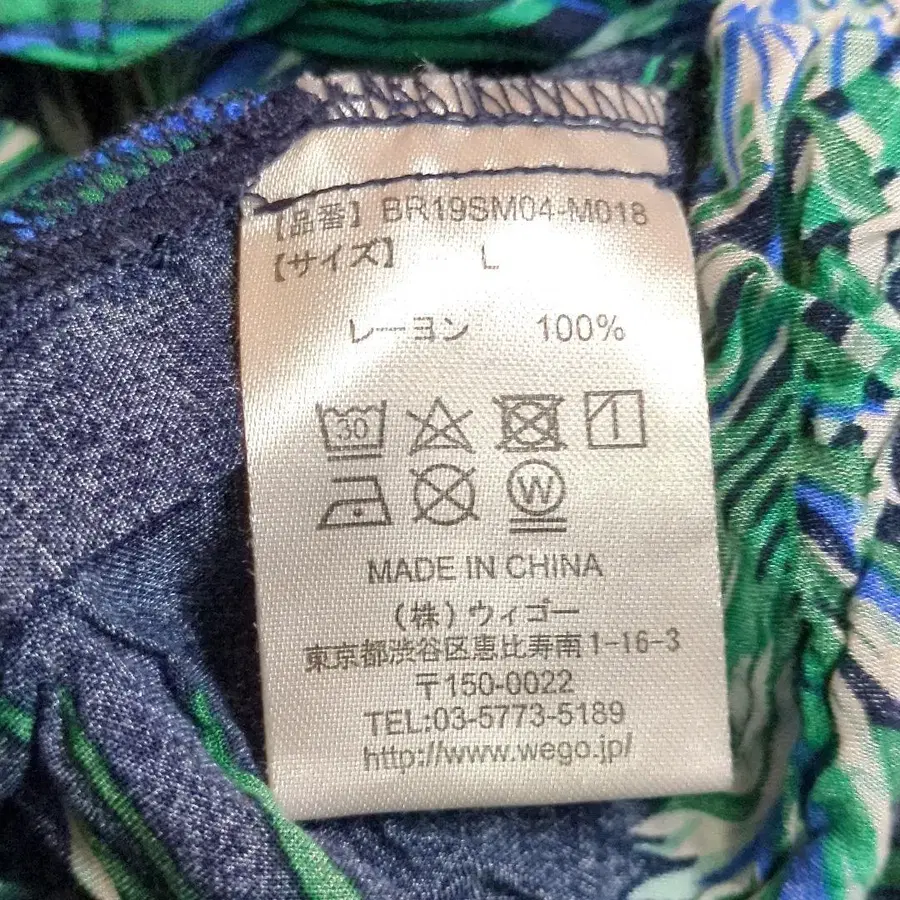 【品番】BR19SM04-M018
【サイズ】 L
レーヨン 100%
30
W
MADE IN CHINA
(株)ウィゴー
東京都渋谷区恵比寿南1-16-3
〒150-0022
TEL:03-5773-5189
http://www.wego.jp/